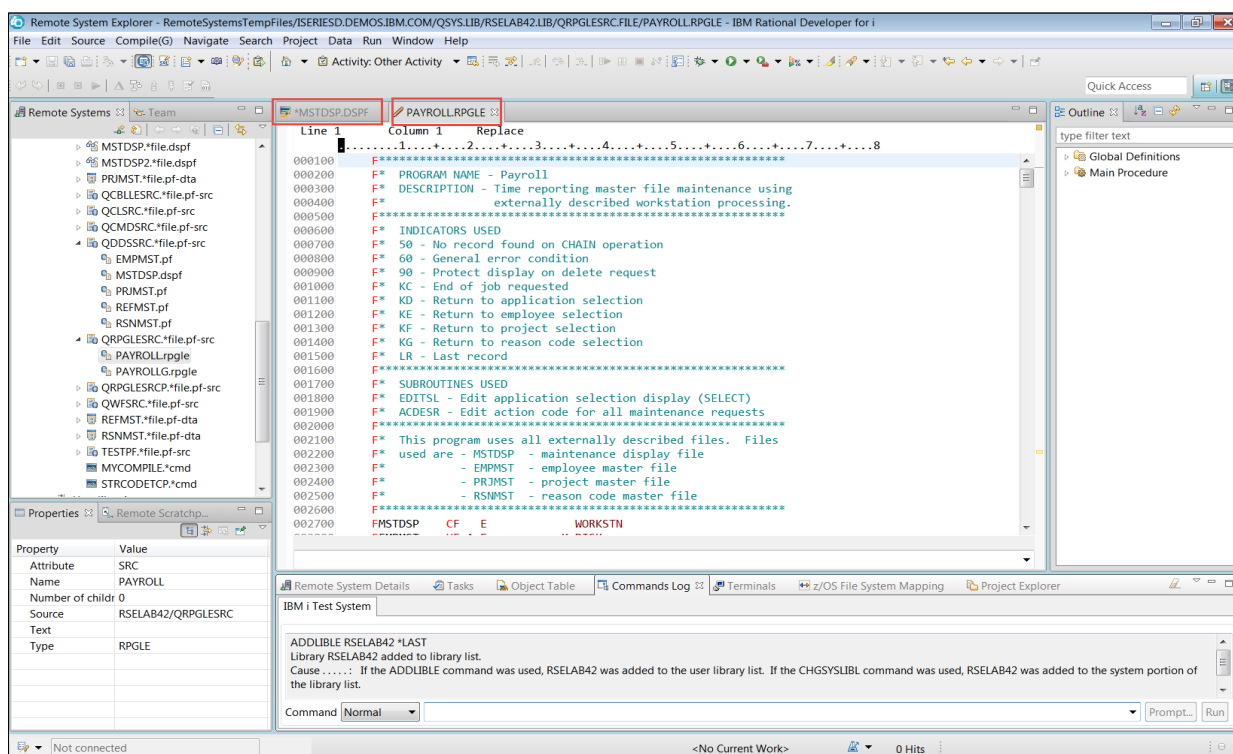 Remote System Explorer - RemoteSystemsTempFiles/ISERIESD.DEMOS.IBM.COM/QSYS.LIB/RSELAB42.LIB/QRPGLESRC.FILE/PAYROLL.RPGLE - IBM Rational Developer for i
File Edit Source Compile(G) Navigate Search Project Data Run Window Help
Activity: Other Activity
Quick Access
Remote Systems Team
MSTDSP.*file.dspf
MSTDSP2.*file.dspf
PRJMST.*file.pf-dta
QCBLLESRC.*file.pf-src
QCLSRC.*file.pf-src
QCMDSRC.*file.pf-src
QDDSSRC.*file.pf-src
EMPMST.pf
MSTDSP.dspf
PRJMST.pf
REFMST.pf
RSNMST.pf
QRPGLESRC.*file.pf-src
PAYROLL.rpgle
PAYROLLG.rpgle
QRPGLESRCP.*file.pf-src
QWFSRC.*file.pf-src
REFMST.*file.pf-dta
RSNMST.*file.pf-dta
TESTPF.*file.pf-src
MYCOMPILE.*cmd
STRCODETCP.*cmd
*MSTDSP.DSPF PAYROLL.RPGLE
Line 1 Column 1 Replace
.........1....+....2....+....3....+....4....+....5....+....6....+....7....+....8
000100 F************************************************************
000200 F* PROGRAM NAME - Payroll
000300 F* DESCRIPTION - Time reporting master file maintenance using
000400 F* externally described workstation processing.
000500 F************************************************************
000600 F* INDICATORS USED
000700 F* 50 - No record found on CHAIN operation
000800 F* 60 - General error condition
000900 F* 90 - Protect display on delete request
001000 F* KC - End of job requested
001100 F* KD - Return to application selection
001200 F* KE - Return to employee selection
001300 F* KF - Return to project selection
001400 F* KG - Return to reason code selection
001500 F* LR - Last record
001600 F************************************************************
001700 F* SUBROUTINES USED
001800 F* EDITSL - Edit application selection display (SELECT)
001900 F* ACDESR - Edit action code for all maintenance requests
002000 F************************************************************
002100 F* This program uses all externally described files. Files
002200 F* used are - MSTDSP - maintenance display file
002300 F* - EMPMST - employee master file
002400 F* - PRJMST - project master file
002500 F* - RSNMST - reason code master file
002600 F************************************************************
002700 FMSTDSP CF E WORKSTN
Outline
type filter text
Global Definitions
Main Procedure
Properties Remote Scratchp...
Property Value
Attribute SRC
Name PAYROLL
Number of childr 0
Source RSELAB42/QRPGLESRC
Text
Type RPGLE
Remote System Details Tasks Object Table Commands Log Terminals z/OS File System Mapping Project Explorer
IBM i Test System
ADDLIBLE RSELAB42 *LAST
Library RSELAB42 added to library list.
Cause . . . . . : If the ADDLIBLE command was used, RSELAB42 was added to the user library list. If the CHGSYSLIBL command was used, RSELAB42 was added to the system portion of
the library list.
Command Normal Prompt... Run
Not connected <No Current Work> 0 Hits